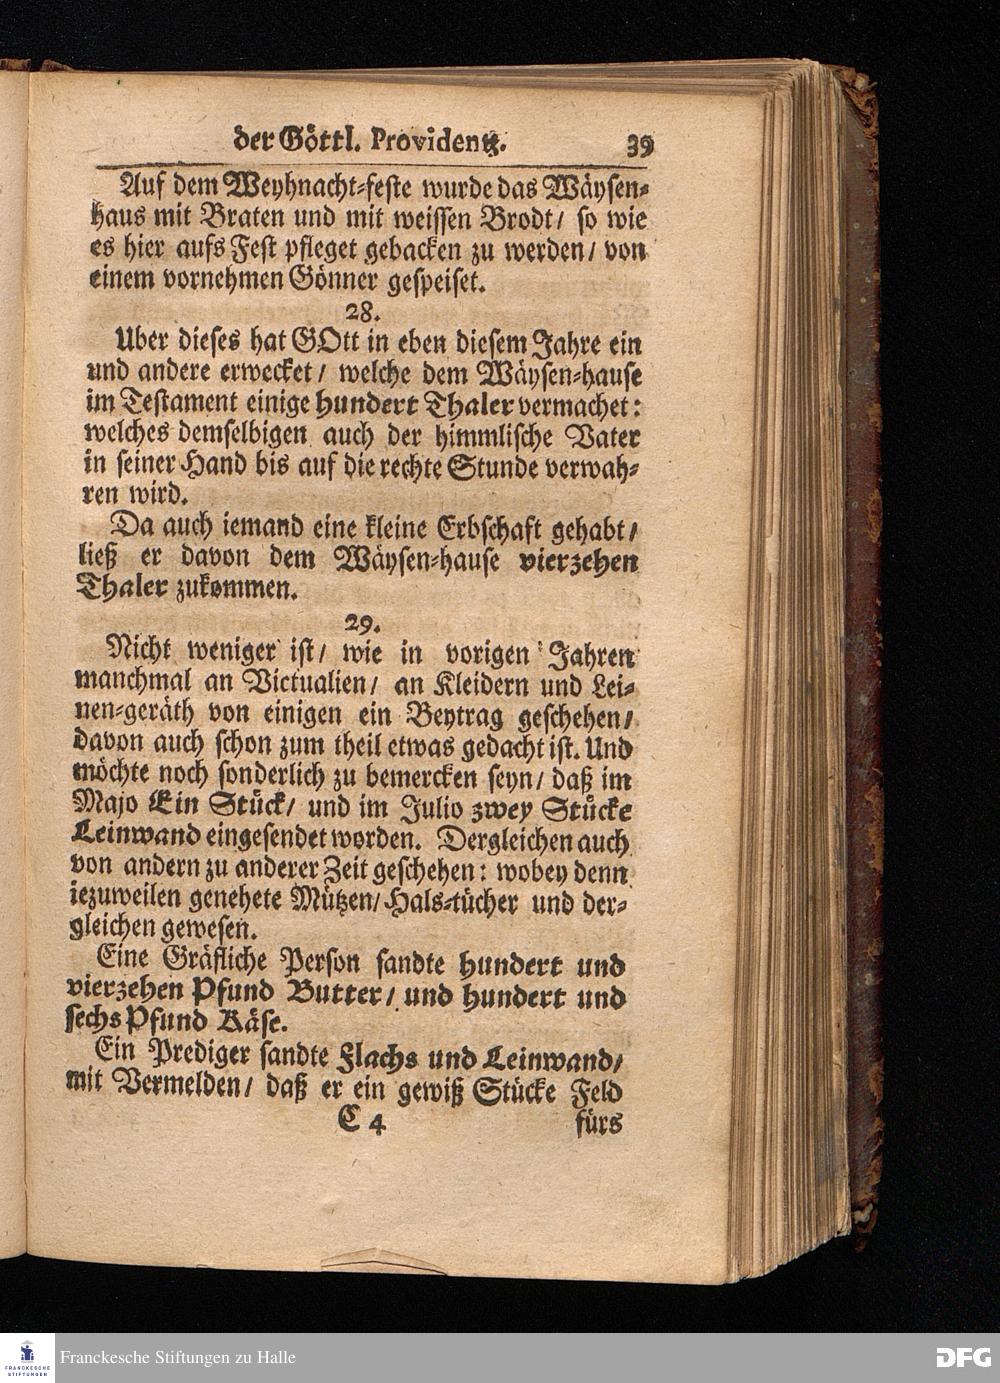 der Göttl. Providentz. 39
Auf dem Weyhnacht-feste wurde das Wäysen-
haus mit Braten und mit weissen Brodt/ so wie
es hier aufs Fest pfleget gebacken zu werden/ von
einem vornehmen Gönner gespeiset.
28.
Uber dieses hat GOtt in eben diesem Jahre ein
und andere erwecket/ welche dem Wäysen-hause
im Testament einige hundert Thaler vermachet:
welches demselbigen auch der himmlische Vater
in seiner Hand bis auf die rechte Stunde verwah-
ren wird.
Da auch iemand eine kleine Erbschaft gehabt/
ließ er davon dem Wäysen-hause vierzehen
Thaler zukommen.
29.
Nicht weniger ist/ wie in vorigen Jahren
manchmal an Victualien/ an Kleidern und Lei-
nen-geräth von einigen ein Beytrag geschehen/
davon auch schon zum theil etwas gedacht ist. Und
möchte noch sonderlich zu bemercken seyn/ daß im
Majo Ein Stück/ und im Julio zwey Stücke
Leinwand eingesendet worden. Dergleichen auch
von andern zu anderer Zeit geschehen: wobey denn
iezuweilen genehete Mützen/ Hals-tücher und der-
gleichen gewesen.
Eine Gräfliche Person sandte hundert und
vierzehen Pfund Butter/ und hundert und
sechs Pfund Käse.
Ein Prediger sandte Flachs und Leinwand/
mit Vermelden/ daß er ein gewiß Stücke Feld
C 4 fürs
FRANCKESCHE
STIFTUNGEN
Franckesche Stiftungen zu Halle
DFG